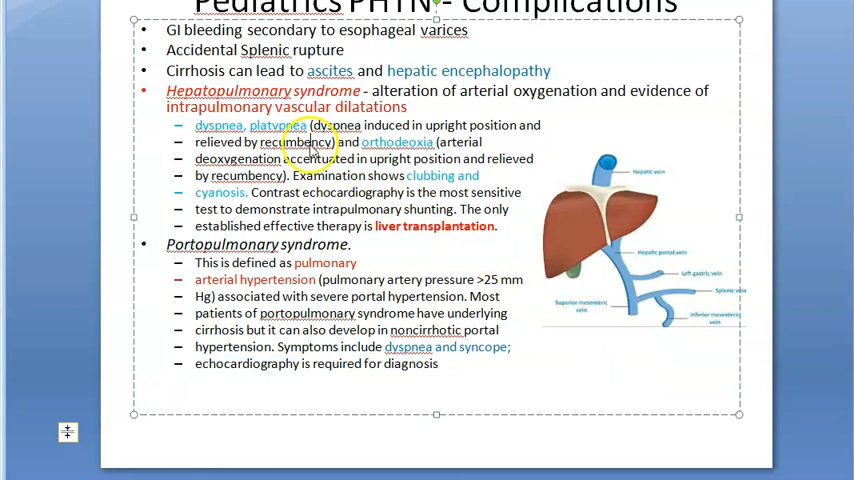 Pediatrics PHTN - Complications
• GI bleeding secondary to esophageal varices
• Accidental Splenic rupture
• Cirrhosis can lead to ascites and hepatic encephalopathy
• Hepatopulmonary syndrome - alteration of arterial oxygenation and evidence of
intrapulmonary vascular dilatations
– dyspnea, platypnea (dyspnea induced in upright position and
– relieved by recumbency) and orthodeoxia (arterial
– deoxygenation accentuated in upright position and relieved
– by recumbency). Examination shows clubbing and
– cyanosis. Contrast echocardiography is the most sensitive
– test to demonstrate intrapulmonary shunting. The only
– established effective therapy is liver transplantation.
• Portopulmonary syndrome.
– This is defined as pulmonary
– arterial hypertension (pulmonary artery pressure >25 mm
– Hg) associated with severe portal hypertension. Most
– patients of portopulmonary syndrome have underlying
– cirrhosis but it can also develop in noncirrhotic portal
– hypertension. Symptoms include dyspnea and syncope;
– echocardiography is required for diagnosis
Hepatic vein
Hepatic portal vein
Left gastric vein
Splenic vein
Superior mesenteric
vein
Inferior mesenteric
vein